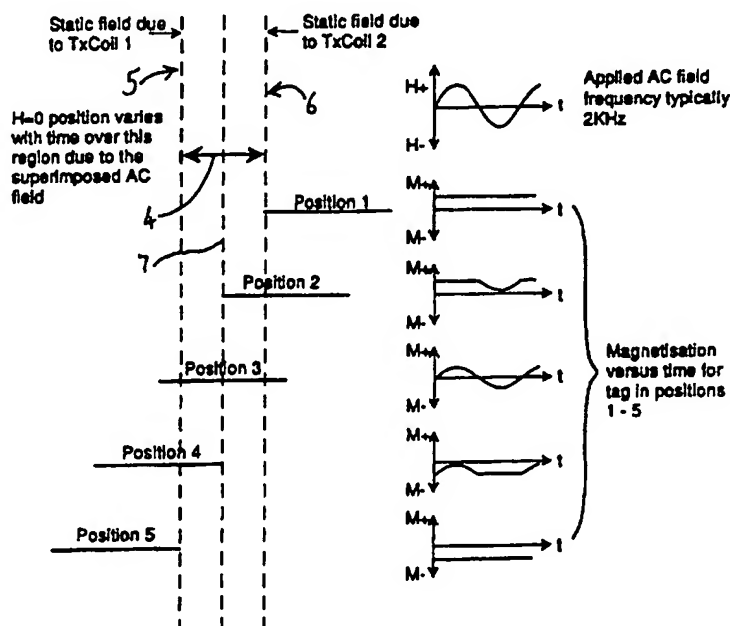 Static field due
to TxCoil 1
Static field due
to TxCoil 2
5
6
H=0 position varies
with time over this
region due to the
superimposed AC
field
4
7
H+
H-
t
Applied AC field
frequency typically
2KHz
Position 1
M+
M-
t
Position 2
M+
M-
t
Position 3
M+
M-
t
Magnetisation
versus time for
tag in positions
1 - 5
Position 4
M+
M-
t
Position 5
M+
M-
t